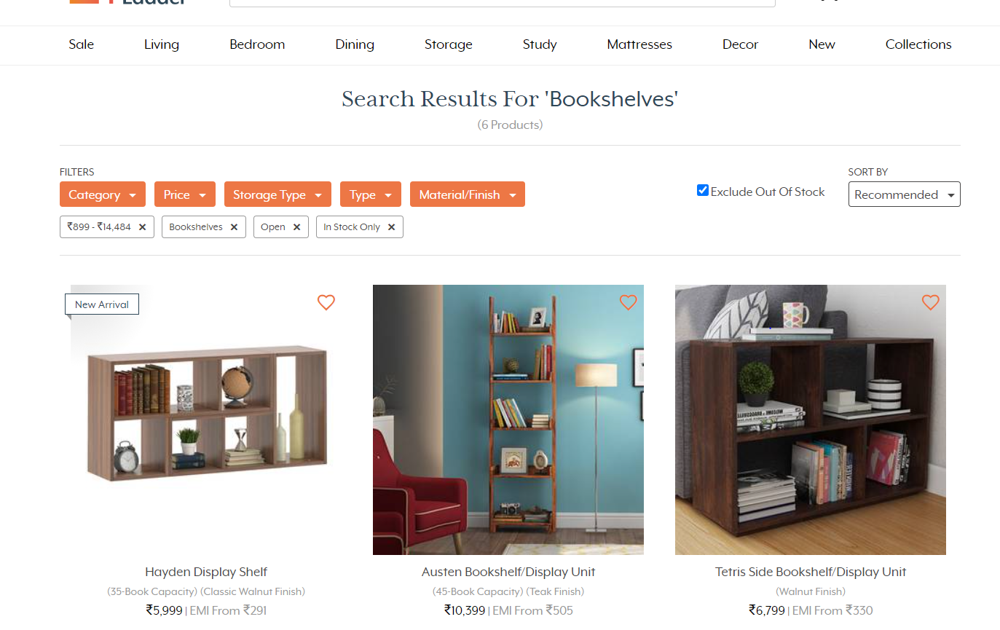 Ladder
Sale Living Bedroom Dining Storage Study Mattresses Decor New Collections
Search Results For 'Bookshelves'
(6 Products)
FILTERS
SORT BY
Category Price Storage Type Type Material/Finish
Exclude Out Of Stock
Recommended
₹899 - ₹14,484 × Bookshelves × Open × In Stock Only ×
New Arrival
Hayden Display Shelf
(35-Book Capacity) (Classic Walnut Finish)
₹5,999 | EMI From ₹291
Austen Bookshelf/Display Unit
(45-Book Capacity) (Teak Finish)
₹10,399 | EMI From ₹505
Tetris Side Bookshelf/Display Unit
(Walnut Finish)
₹6,799 | EMI From ₹330